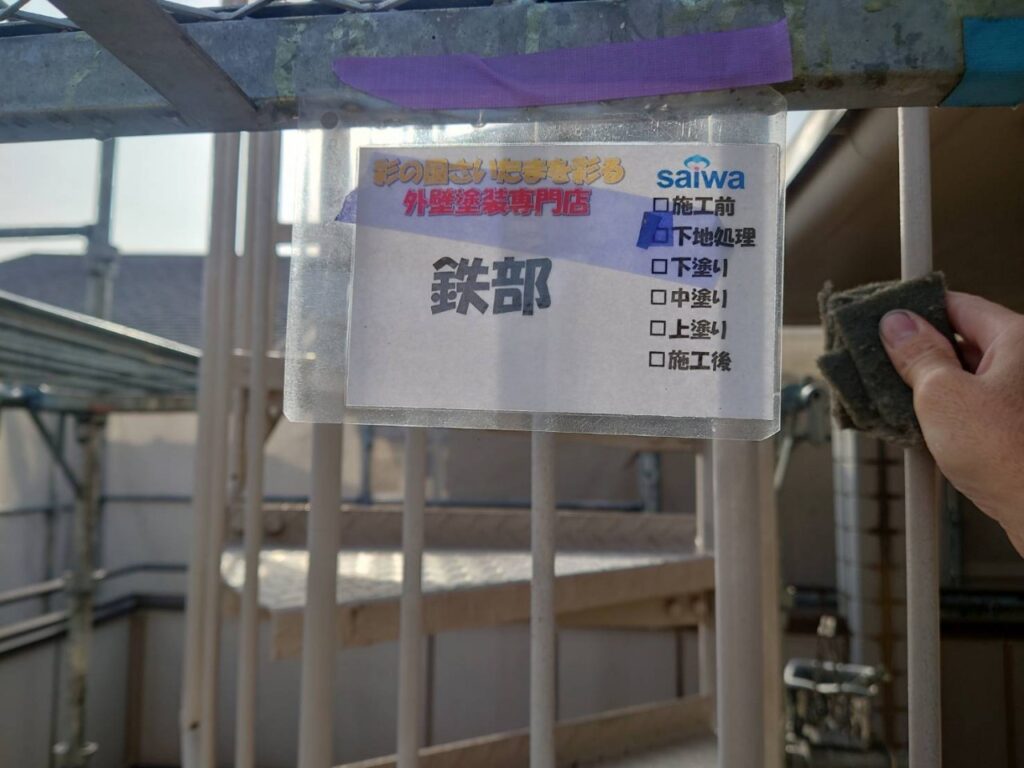 彩の国さいたまを彩る
外壁塗装専門店
鉄部
saiwa
□施工前
□下地処理
□下塗り
□中塗り
□上塗り
□施工後